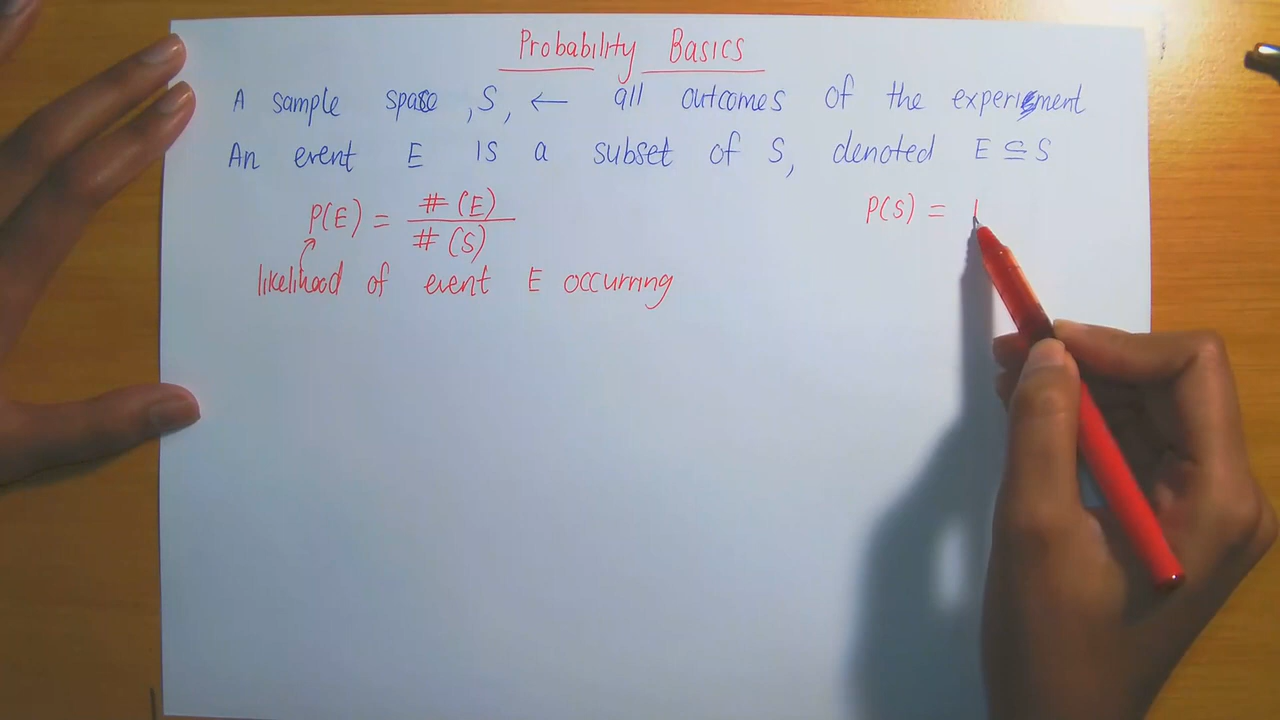 Probability Basics
A sample space, S, ← all outcomes of the experiment
An event E is a subset of S, denoted E ⊆ S
P(E) = #(E) / #(S)
P(S) = 1
likelihood of event E occurring